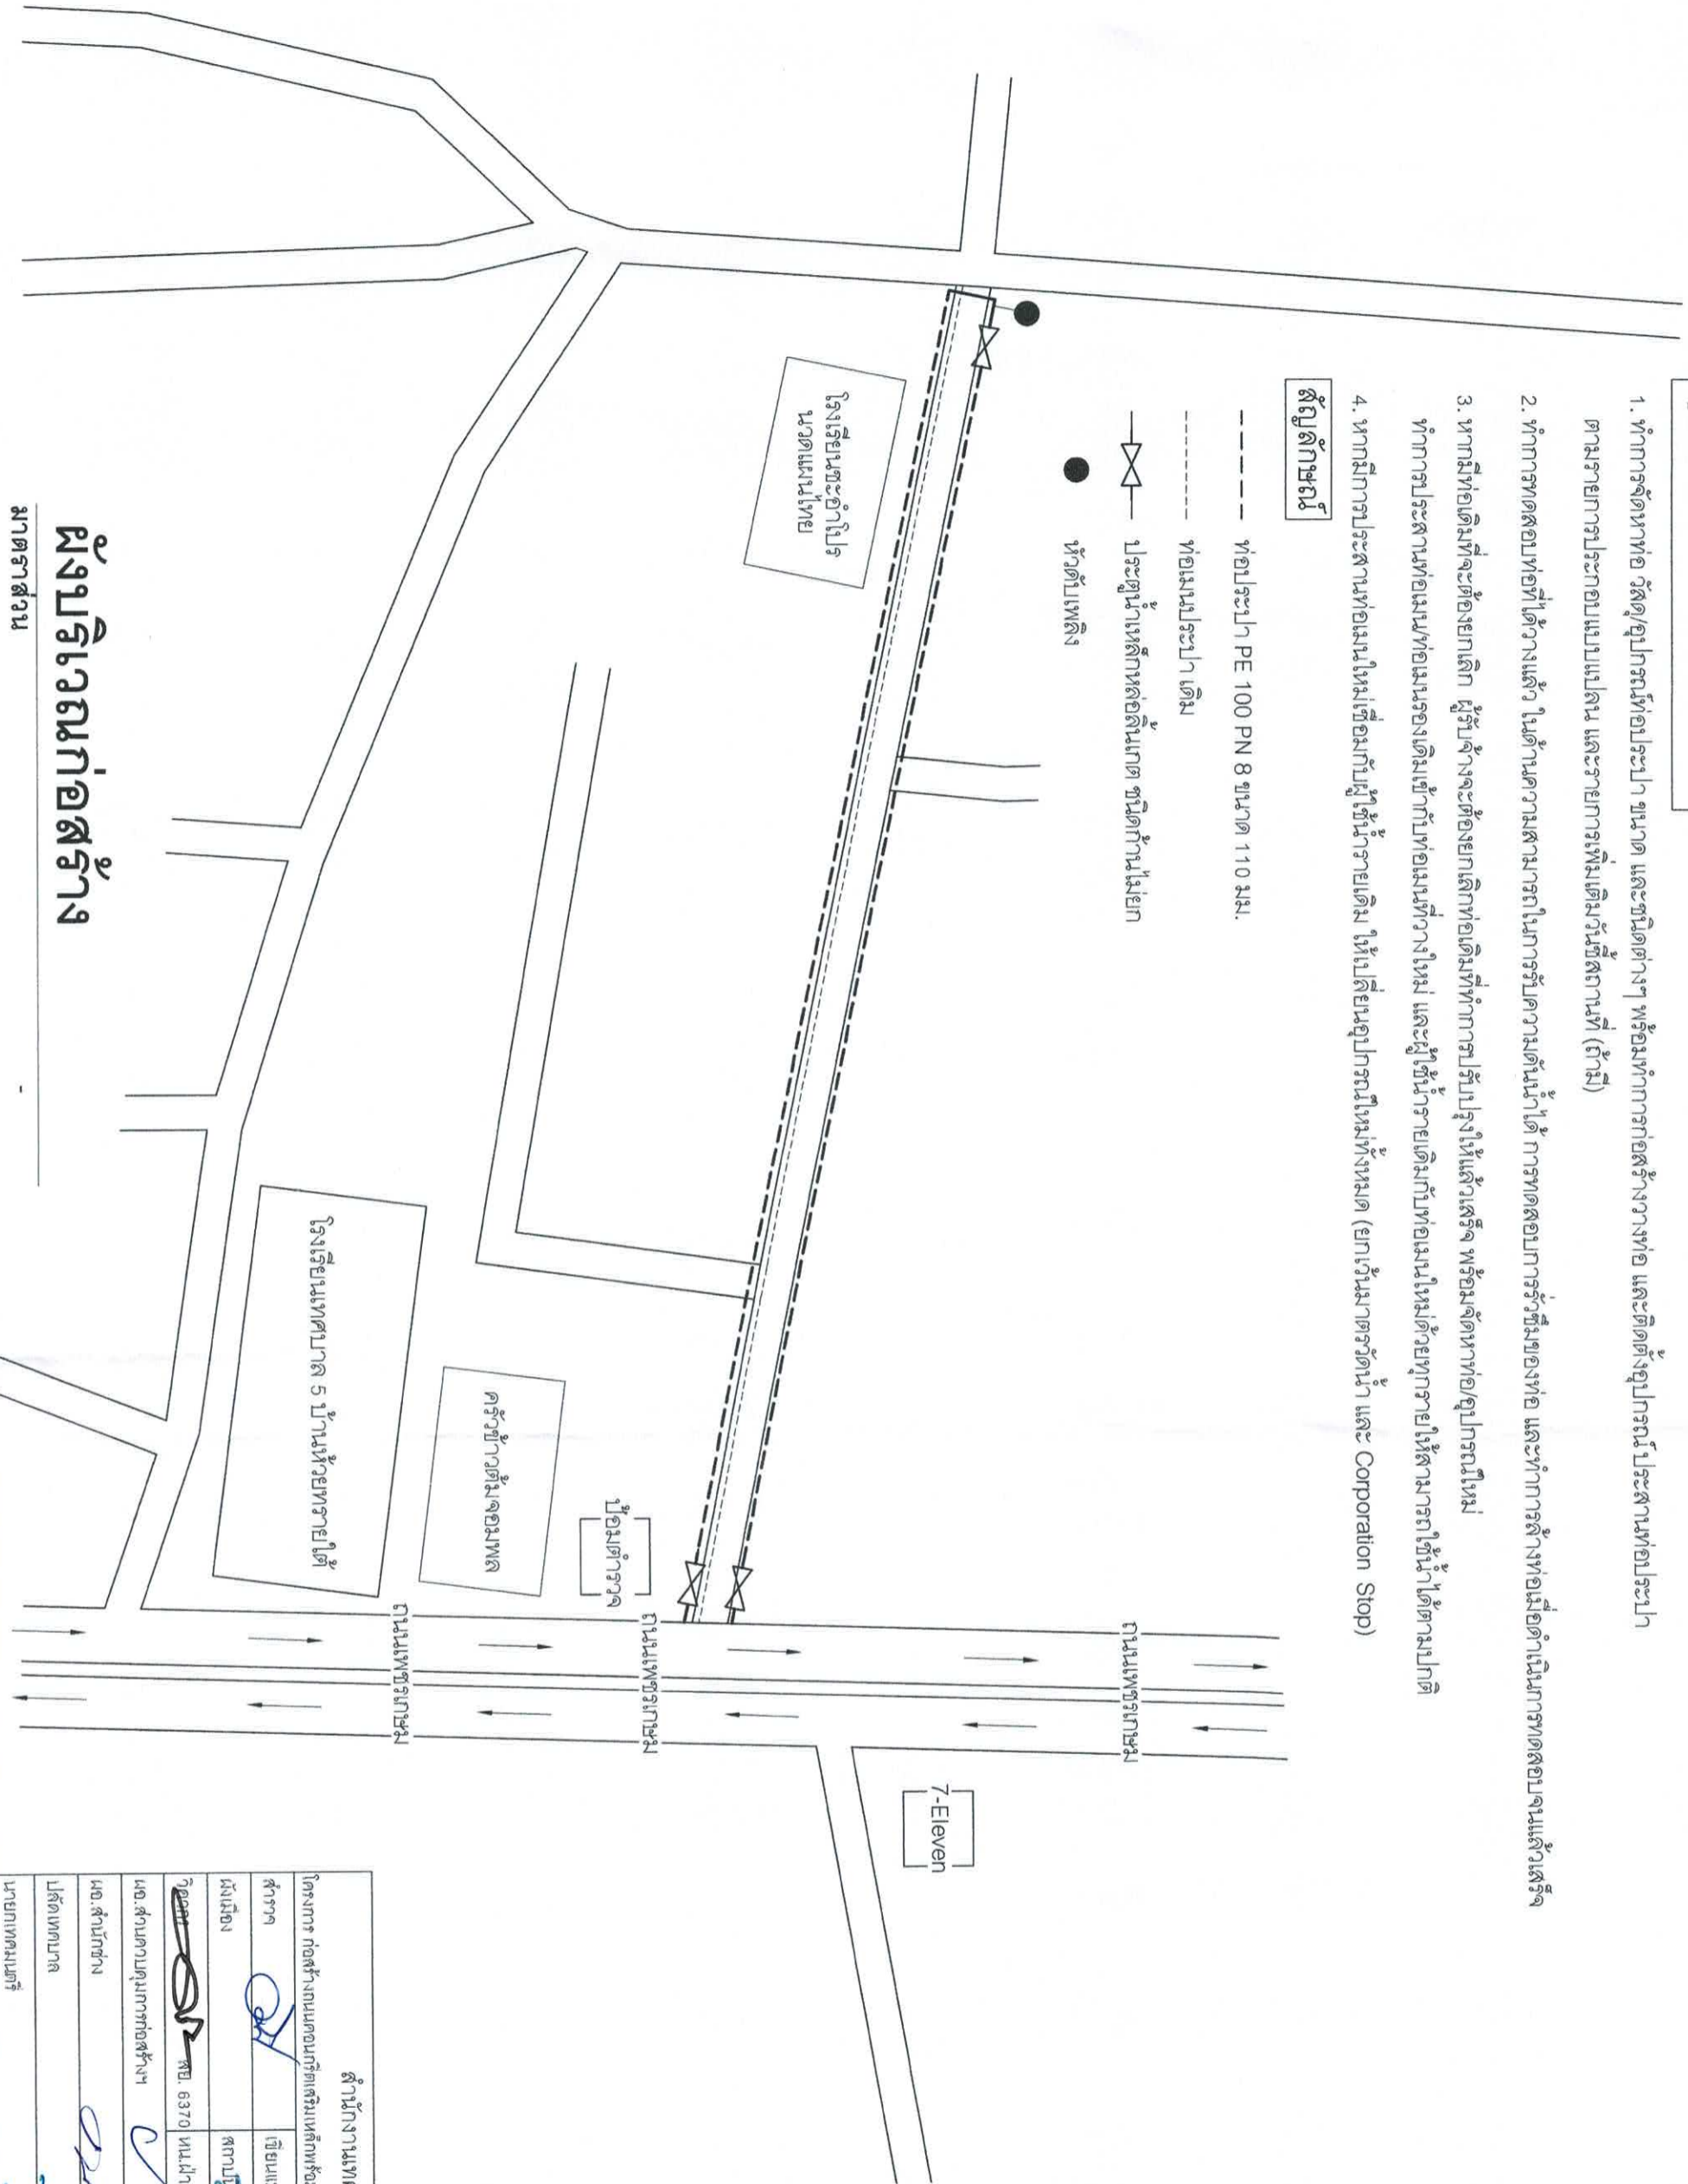 1. ทำการจัดหาท่อ วัสดุ/อุปกรณ์ท่อประปา ขนาด และชนิดต่างๆ พร้อมทำการก่อสร้างวางท่อ และติดตั้งอุปกรณ์ประสานท่อประปา
ตามรายการประกอบแบบแปลน และรายการเพิ่มเติมวันชี้สถานที่ (ถ้ามี)
2. ทำการทดสอบท่อที่ได้วางแล้ว ในด้านความสามารถในการรับความดันน้ำได้ การทดสอบการรั่วซึมของท่อ และทำการล้างท่อเมื่อดำเนินการทดสอบจนแล้วเสร็จ
3. หากมีท่อเดิมที่จะต้องยกเลิก ผู้รับจ้างจะต้องยกเลิกท่อเดิมที่ทำการปรับปรุงให้แล้วเสร็จ พร้อมจัดหาท่อ/อุปกรณ์ใหม่
ทำการประสานท่อเมน/ท่อเมนรองเดิมเข้ากับท่อเมนที่วางใหม่ และผู้ใช้น้ำรายเดิมกับท่อเมนใหม่ด้วยทุกรายให้สามารถใช้น้ำได้ตามปกติ
4. หากมีการประสานท่อเมนใหม่เชื่อมกับผู้ใช้น้ำรายเดิม ให้เปลี่ยนอุปกรณ์ใหม่ทั้งหมด (ยกเว้นมาตรวัดน้ำ และ Corporation Stop)
สัญลักษณ์
ท่อประปา PE 100 PN 8 ขนาด 110 มม.
ท่อเมนประปา เดิม
ประตูน้ำเหล็กหล่อลิ้นเกต ชนิดก้านไม่ยก
หัวดับเพลิง
โรงเรียนชะอำโปร
นวดแผนไทย
ถนนเพชรเกษม
7-Eleven
ถนนเพชรเกษม
ป้อมตำรวจ
ครัวข้าวต้มจอมพล
ถนนเพชรเกษม
โรงเรียนเทศบาล 5 บ้านห้วยทรายใต้
ผังบริเวณก่อสร้าง
มาตราส่วน -
สำนักงานเท
โครงการ ก่อสร้างถนนคอนกรีตเสริมเหล็กพร้อ
สำรวจ เขียนแ
ผังเมือง สถาป
วิศวกร สย. 6370 หน.ฝ่า
ผอ.ส่วนควบคุมการก่อสร้างฯ
ผอ.สำนักช่าง
ปลัดเทศบาล
นายกเทศมนตรี